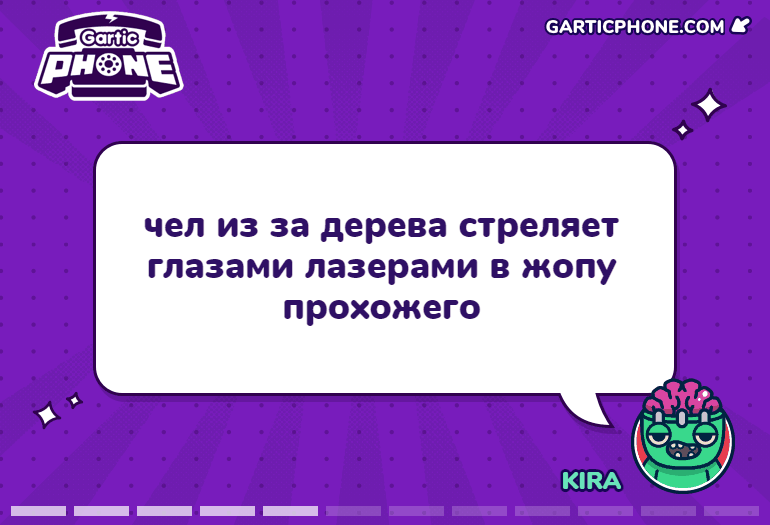 Gartic
PHONE
GARTICPHONE.COM
чел из за дерева стреляет
глазами лазерами в жопу
прохожего
KIRA